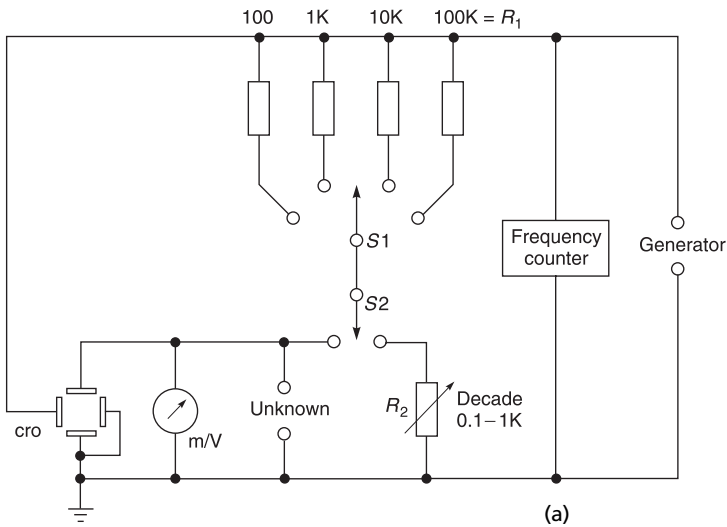 100 1K 10K 100K = R1
S1
Frequency
counter
Generator
S2
Unknown
R2
Decade
0.1–1K
cro
m/V
(a)